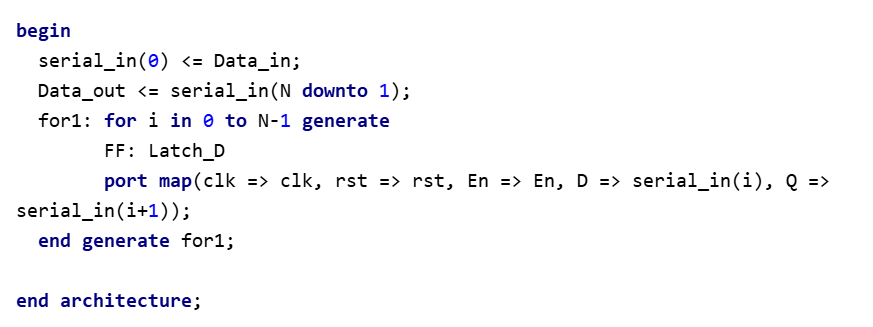 begin
  serial_in(0) <= Data_in;
  Data_out <= serial_in(N downto 1);
  for1: for i in 0 to N-1 generate
        FF: Latch_D
        port map(clk => clk, rst => rst, En => En, D => serial_in(i), Q =>
serial_in(i+1));
  end generate for1;

end architecture;